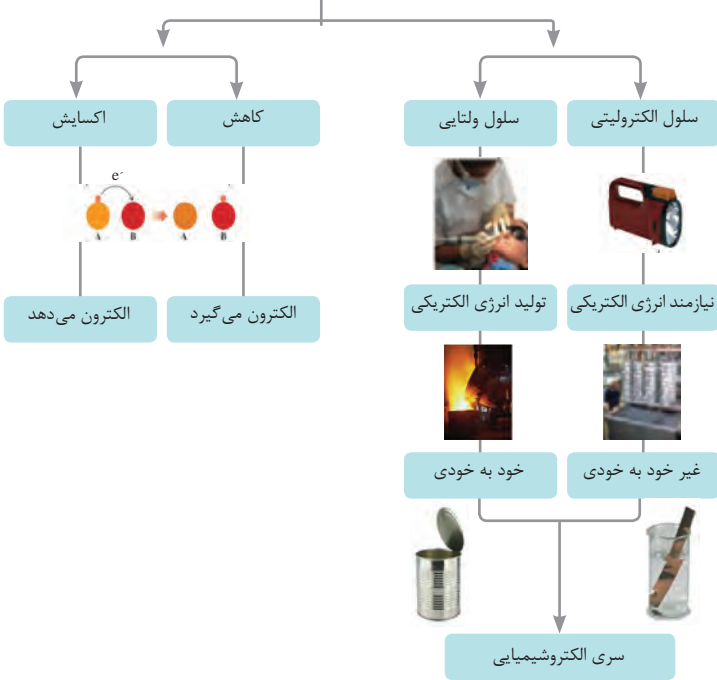 سلول الکترولیتی
سلول ولتایی
کاهش
اکسایش
e-
A B A B
نیازمند انرژی الکتریکی
تولید انرژی الکتریکی
الکترون می‌گیرد
الکترون می‌دهد
غیر خود به خودی
خود به خودی
سری الکتروشیمیایی